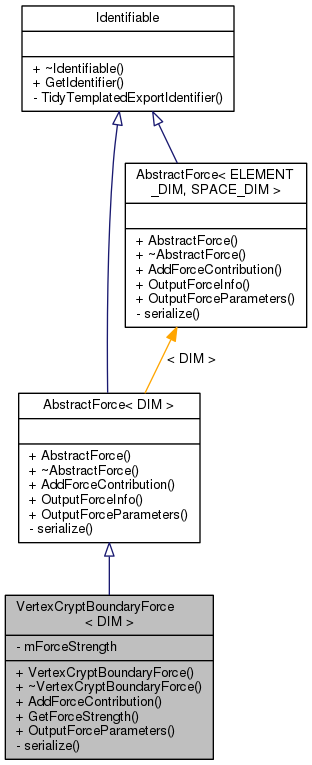 Identifiable
+ ~Identifiable()
+ GetIdentifier()
- TidyTemplatedExportIdentifier()
AbstractForce< ELEMENT
_DIM, SPACE_DIM >
+ AbstractForce()
+ ~AbstractForce()
+ AddForceContribution()
+ OutputForceInfo()
+ OutputForceParameters()
- serialize()
< DIM >
AbstractForce< DIM >
+ AbstractForce()
+ ~AbstractForce()
+ AddForceContribution()
+ OutputForceInfo()
+ OutputForceParameters()
- serialize()
VertexCryptBoundaryForce
< DIM >
- mForceStrength
+ VertexCryptBoundaryForce()
+ ~VertexCryptBoundaryForce()
+ AddForceContribution()
+ GetForceStrength()
+ OutputForceParameters()
- serialize()